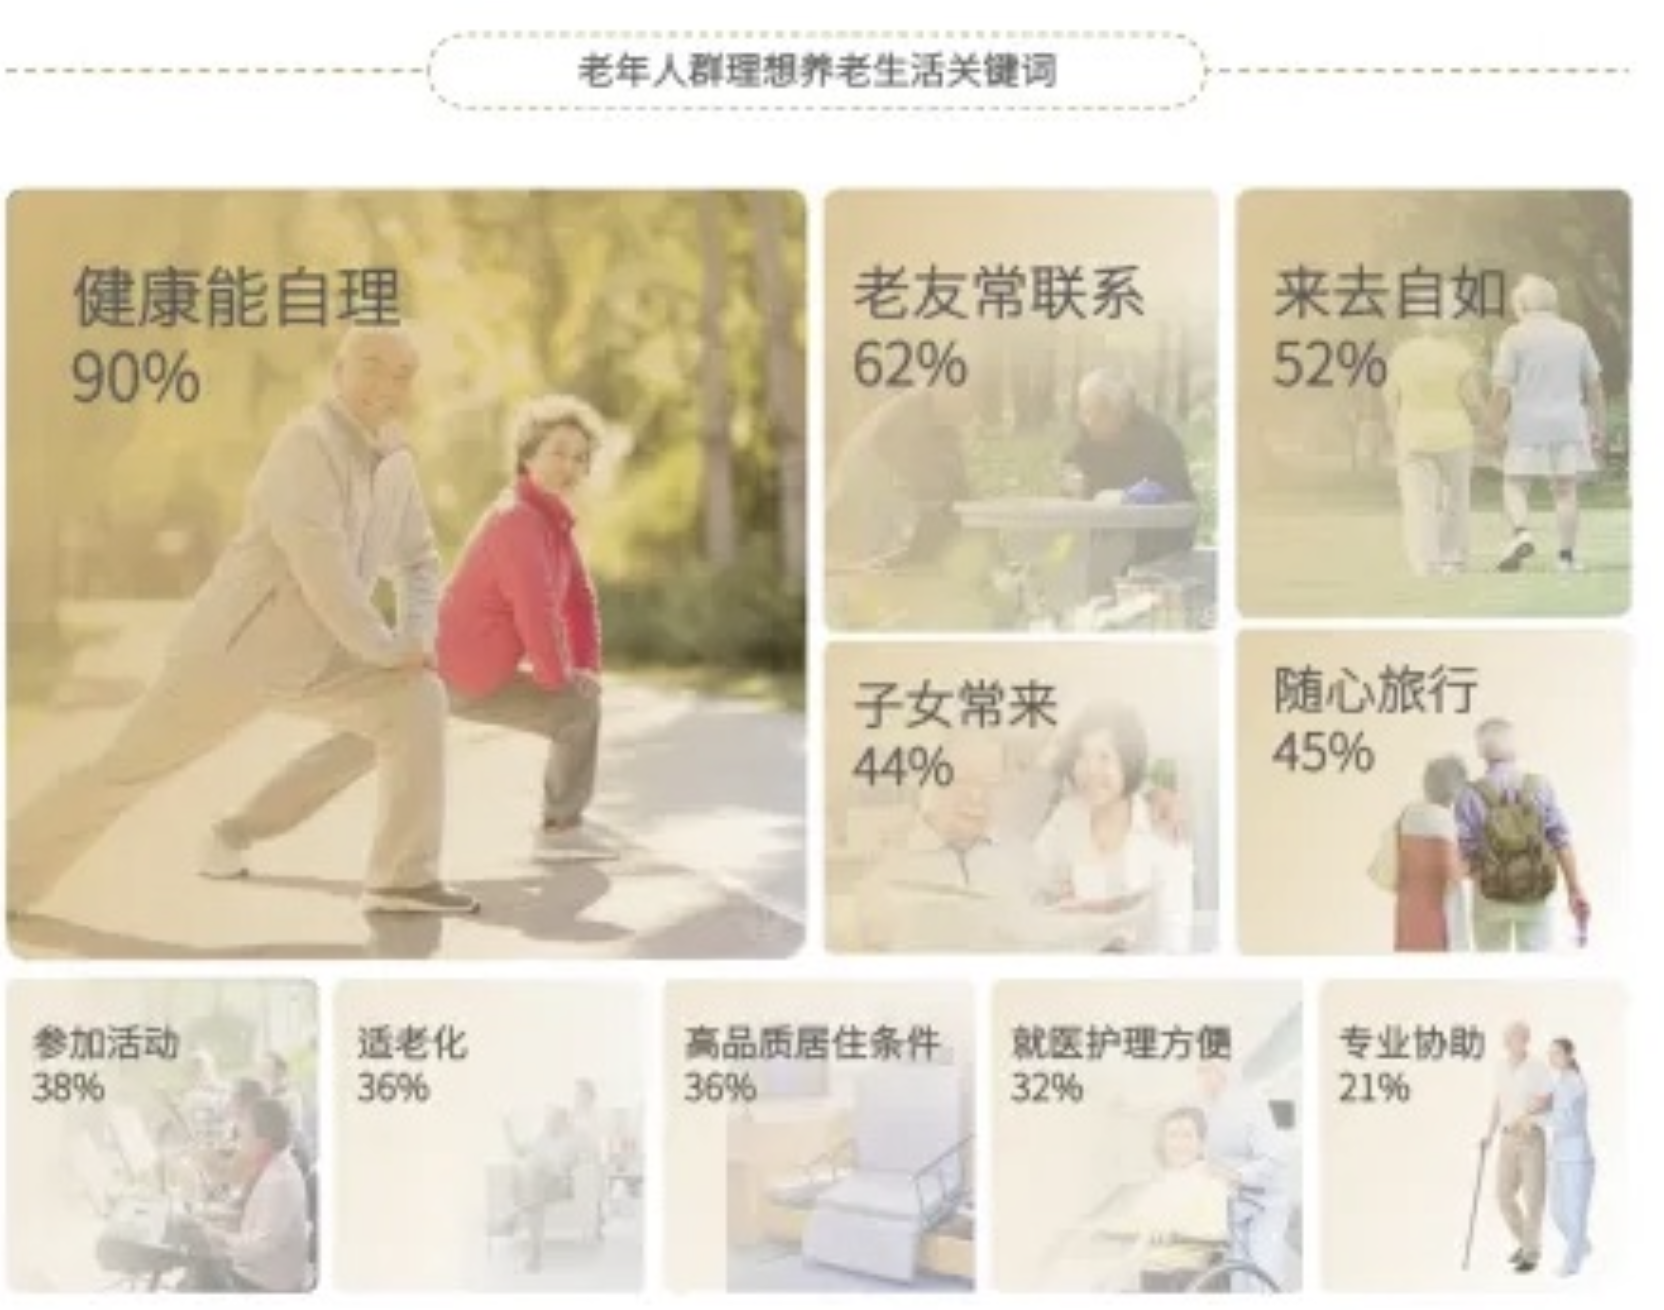 老年人群理想养老生活关键词
健康能自理
90%
老友常联系
62%
来去自如
52%
子女常来
44%
随心旅行
45%
参加活动
38%
适老化
36%
高品质居住条件
36%
就医护理方便
32%
专业协助
21%